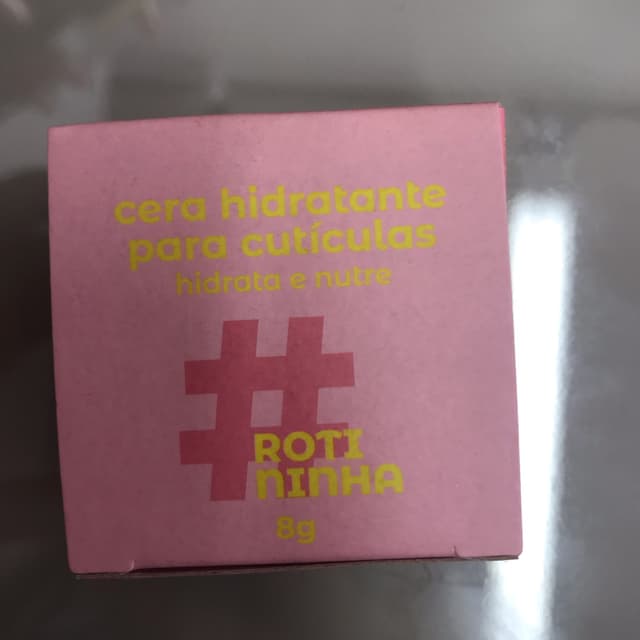 cera hidratante
para cutículas
hidrata e nutre
#
ROTI
NINHA
8g